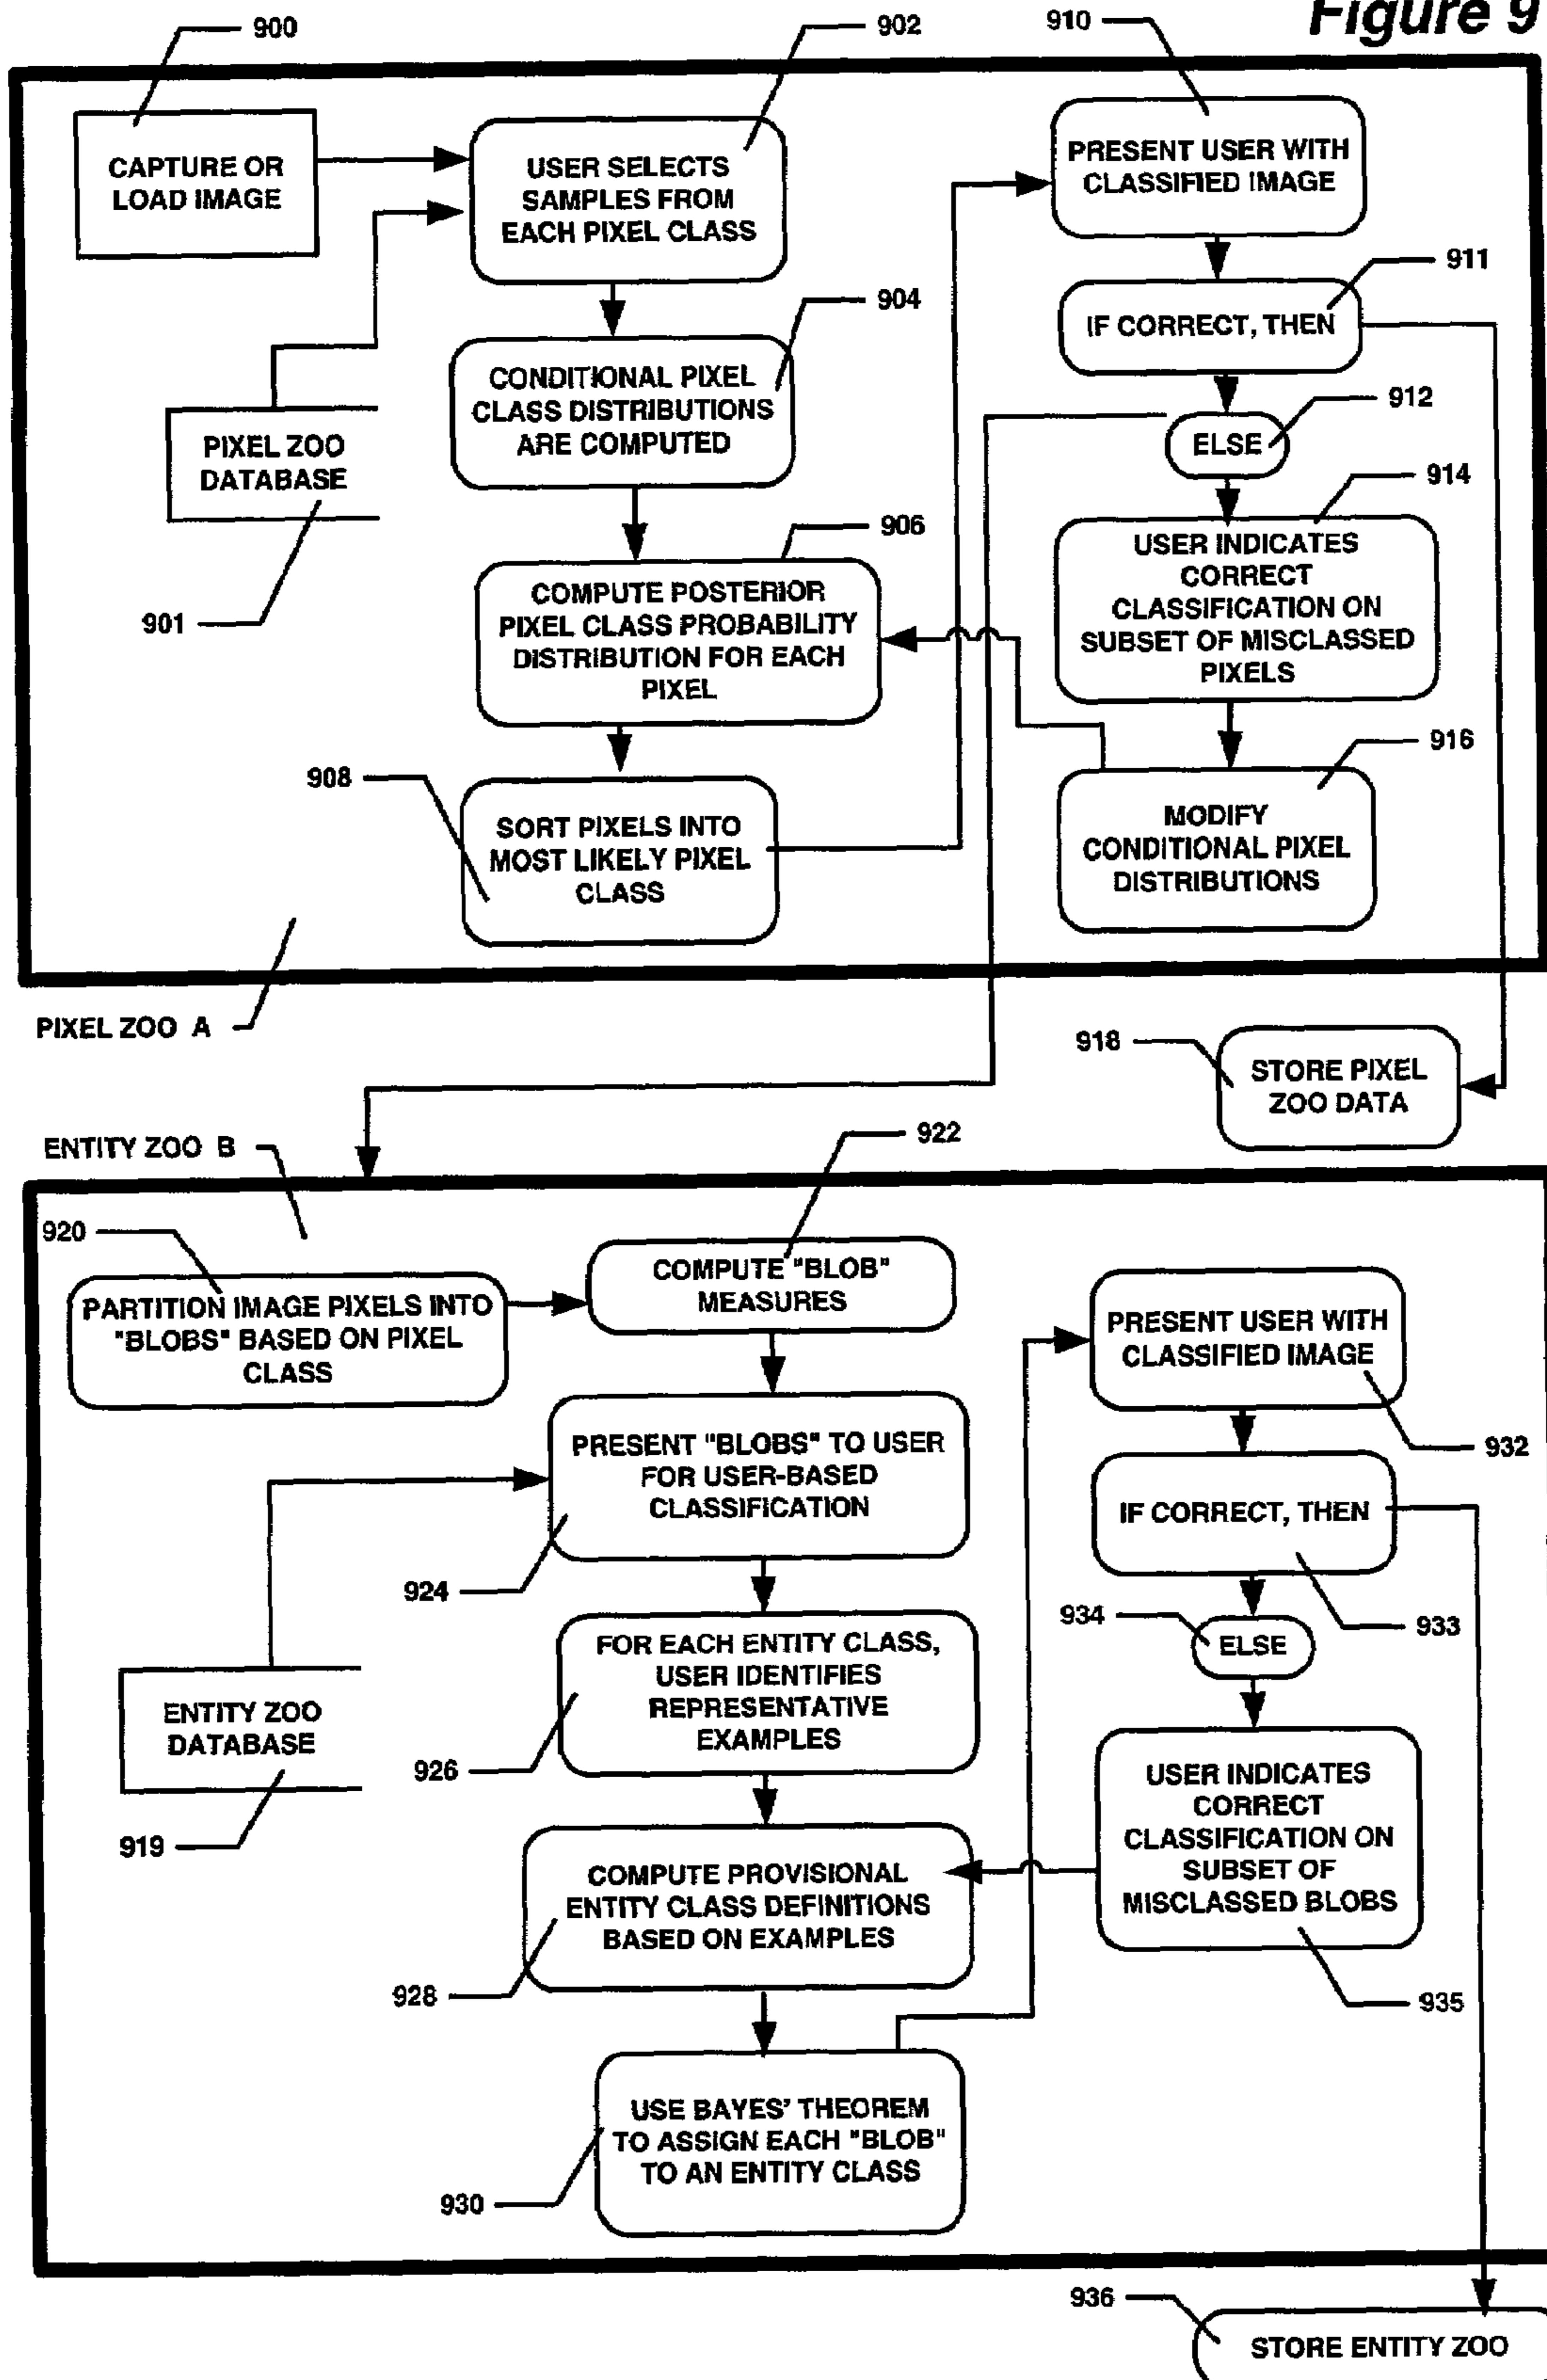 Figure 9
900
902
910
CAPTURE OR
LOAD IMAGE
USER SELECTS
SAMPLES FROM
EACH PIXEL CLASS
PRESENT USER WITH
CLASSIFIED IMAGE
911
904
IF CORRECT, THEN
CONDITIONAL PIXEL
CLASS DISTRIBUTIONS
ARE COMPUTED
912
ELSE
PIXEL ZOO
DATABASE
914
901
906
USER INDICATES
CORRECT
CLASSIFICATION ON
SUBSET OF MISCLASSED
PIXELS
COMPUTE POSTERIOR
PIXEL CLASS PROBABILITY
DISTRIBUTION FOR EACH
PIXEL
916
908
SORT PIXELS INTO
MOST LIKELY PIXEL
CLASS
MODIFY
CONDITIONAL PIXEL
DISTRIBUTIONS
PIXEL ZOO A
918
STORE PIXEL
ZOO DATA
ENTITY ZOO B
922
920
PARTITION IMAGE PIXELS INTO
"BLOBS" BASED ON PIXEL
CLASS
COMPUTE "BLOB"
MEASURES
PRESENT USER WITH
CLASSIFIED IMAGE
932
PRESENT "BLOBS" TO USER
FOR USER-BASED
CLASSIFICATION
924
IF CORRECT, THEN
933
934
ELSE
FOR EACH ENTITY CLASS,
USER IDENTIFIES
REPRESENTATIVE
EXAMPLES
926
ENTITY ZOO
DATABASE
919
USER INDICATES
CORRECT
CLASSIFICATION ON
SUBSET OF
MISCLASSED BLOBS
935
COMPUTE PROVISIONAL
ENTITY CLASS DEFINITIONS
BASED ON EXAMPLES
928
USE BAYES' THEOREM
TO ASSIGN EACH "BLOB"
TO AN ENTITY CLASS
930
936
STORE ENTITY ZOO